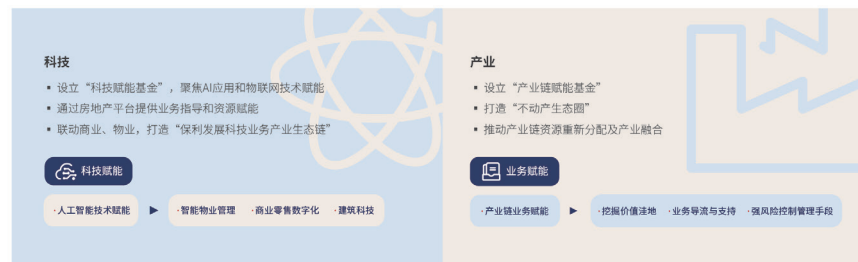 科技
▪ 设立“科技赋能基金”，聚焦AI应用和物联网技术赋能
▪ 通过房地产平台提供业务指导和资源赋能
▪ 联动商业、物业，打造“保利发展科技业务产业生态链”
科技赋能
·人工智能技术赋能 ▶ ·智能物业管理 ·商业零售数字化 ·建筑科技
产业
▪ 设立“产业链赋能基金”
▪ 打造“不动产生态圈”
▪ 推动产业链资源重新分配及产业融合
业务赋能
·产业链业务赋能 ▶ ·挖掘价值洼地 ·业务导流与支持 ·强风险控制管理手段